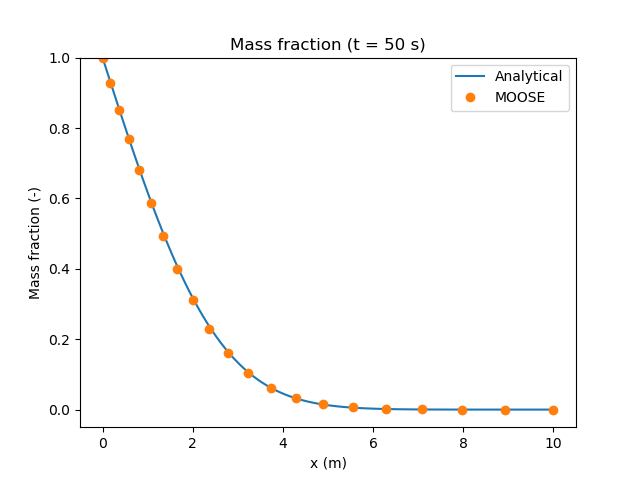 Mass fraction (t = 50 s)
Analytical
MOOSE
Mass fraction (-)
1.0
0.8
0.6
0.4
0.2
0.0
0 2 4 6 8 10
x (m)